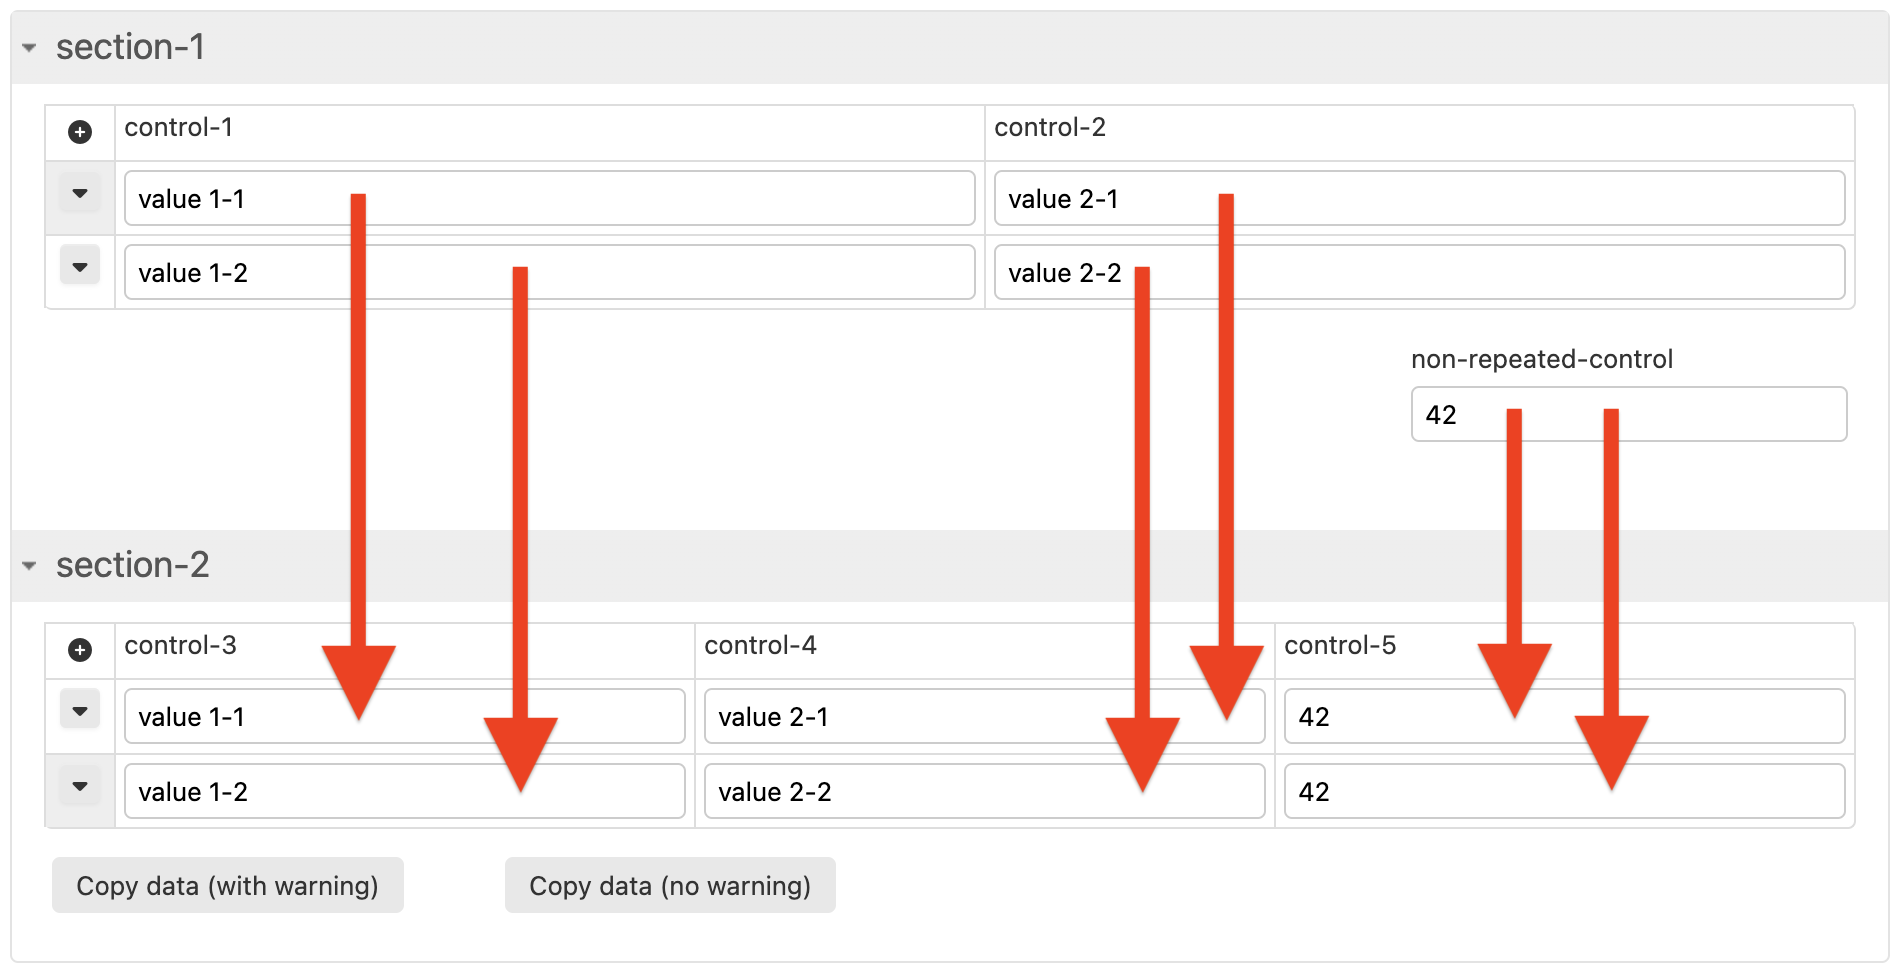 section-1
control-1 control-2
value 1-1 value 2-1
value 1-2 value 2-2
non-repeated-control
42
section-2
control-3 control-4 control-5
value 1-1 value 2-1 42
value 1-2 value 2-2 42
Copy data (with warning) Copy data (no warning)